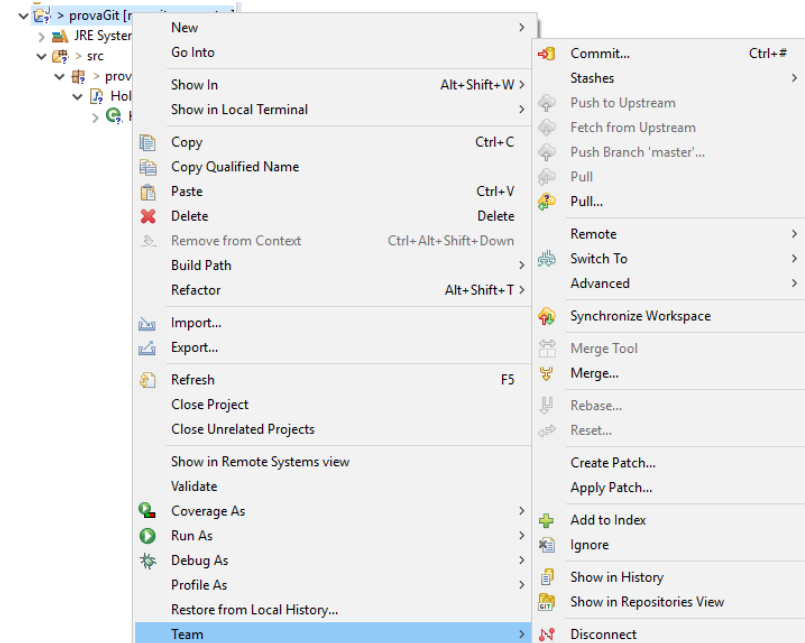 > provaGit [r
JRE Syster
> src
> prov
Hol
New
Go Into
Show In Alt+Shift+W
Show in Local Terminal
Copy Ctrl+C
Copy Qualified Name
Paste Ctrl+V
Delete Delete
Remove from Context Ctrl+Alt+Shift+Down
Build Path
Refactor Alt+Shift+T
Import...
Export...
Refresh F5
Close Project
Close Unrelated Projects
Show in Remote Systems view
Validate
Coverage As
Run As
Debug As
Profile As
Restore from Local History...
Team
Commit... Ctrl+#
Stashes
Push to Upstream
Fetch from Upstream
Push Branch 'master'...
Pull
Pull...
Remote
Switch To
Advanced
Synchronize Workspace
Merge Tool
Merge...
Rebase...
Reset...
Create Patch...
Apply Patch...
Add to Index
Ignore
Show in History
GIT Show in Repositories View
Disconnect